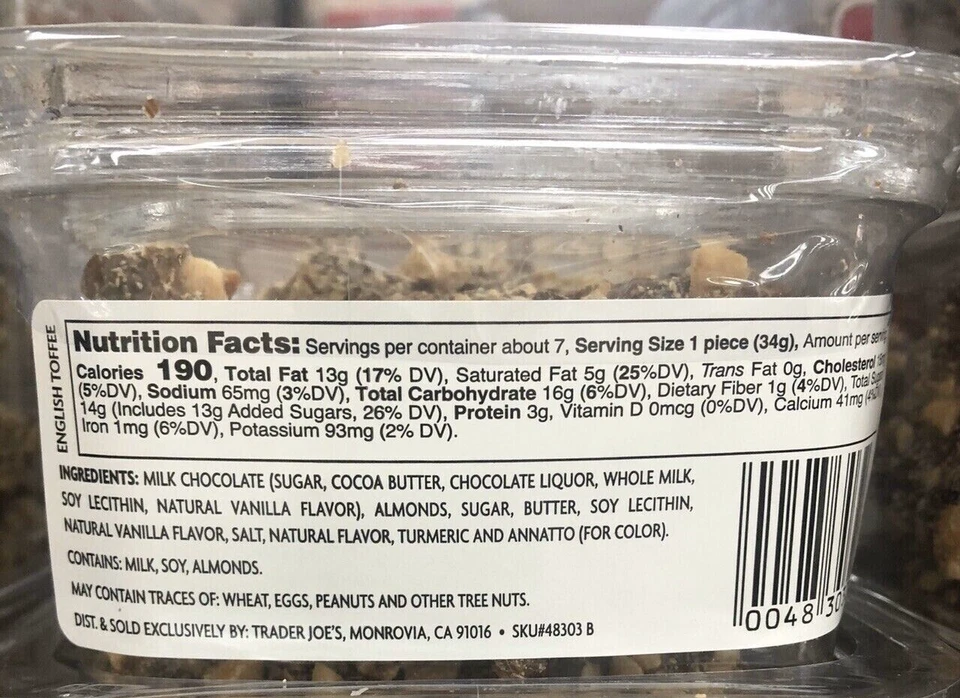 ENGLISH TOFFEE
Nutrition Facts: Servings per container about 7, Serving Size 1 piece (34g), Amount per
Calories 190, Total Fat 13g (17% DV), Saturated Fat 5g (25%DV), Trans Fat 0g, Cholesterol
(5%DV), Sodium 65mg (3%DV), Total Carbohydrate 16g (6%DV), Dietary Fiber 1g (4%DV), Total
14g (Includes 13g Added Sugars, 26% DV), Protein 3g, Vitamin D 0mcg (0%DV), Calcium 41mg
Iron 1mg (6%DV), Potassium 93mg (2% DV).
INGREDIENTS: MILK CHOCOLATE (SUGAR, COCOA BUTTER, CHOCOLATE LIQUOR, WHOLE MILK,
SOY LECITHIN, NATURAL VANILLA FLAVOR), ALMONDS, SUGAR, BUTTER, SOY LECITHIN,
NATURAL VANILLA FLAVOR, SALT, NATURAL FLAVOR, TURMERIC AND ANNATTO (FOR COLOR).
CONTAINS: MILK, SOY, ALMONDS.
MAY CONTAIN TRACES OF: WHEAT, EGGS, PEANUTS AND OTHER TREE NUTS.
DIST. & SOLD EXCLUSIVELY BY: TRADER JOE'S, MONROVIA, CA 91016 • SKU#48303 B
0048 30